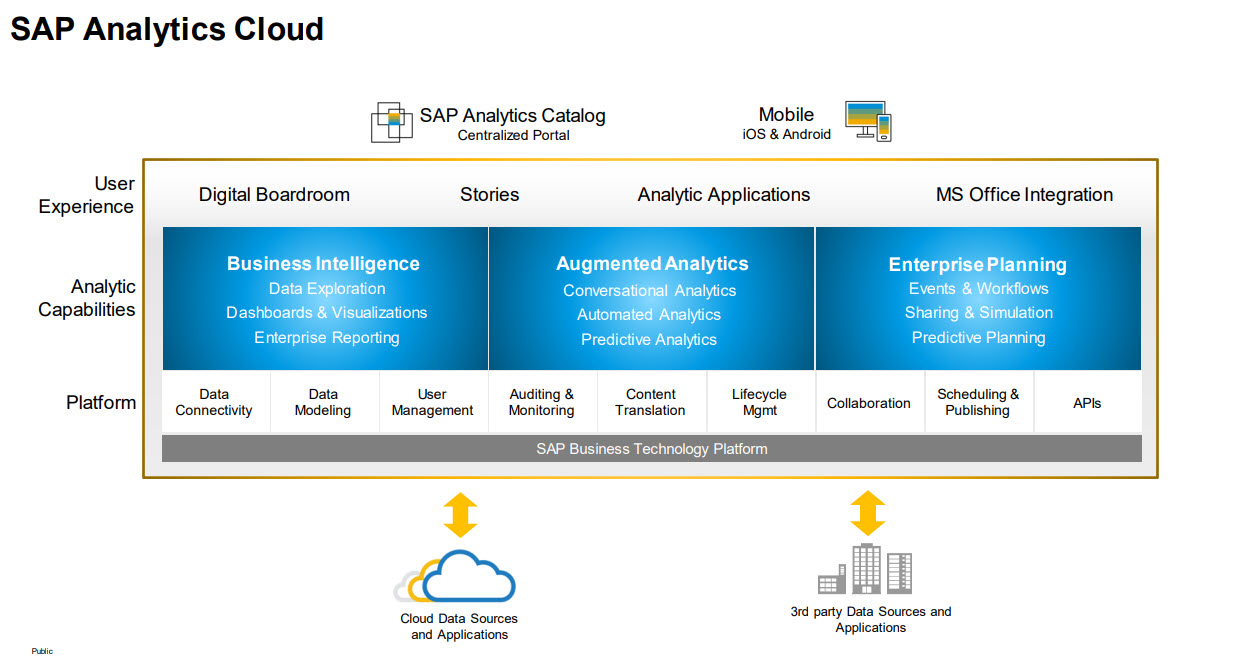 SAP Analytics Cloud
SAP Analytics Catalog
Centralized Portal
Mobile
iOS & Android
User
Experience
Digital Boardroom
Stories
Analytic Applications
MS Office Integration
Analytic
Capabilities
Business Intelligence
Data Exploration
Dashboards & Visualizations
Enterprise Reporting
Augmented Analytics
Conversational Analytics
Automated Analytics
Predictive Analytics
Enterprise Planning
Events & Workflows
Sharing & Simulation
Predictive Planning
Platform
Data
Connectivity
Data
Modeling
User
Management
Auditing &
Monitoring
Content
Translation
Lifecycle
Mgmt
Collaboration
Scheduling &
Publishing
APIs
SAP Business Technology Platform
Cloud Data Sources
and Applications
3rd party Data Sources and
Applications
Public